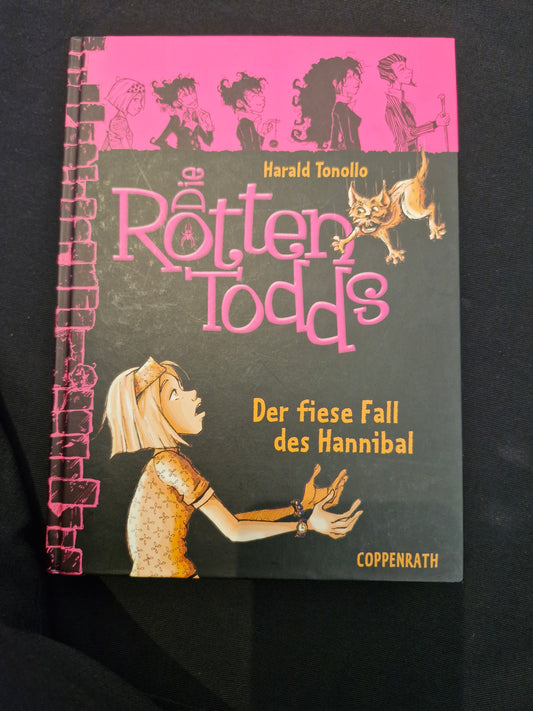 Harald Tonollo
Die
Rotten
Todds
Der fiese Fall
des Hannibal
COPPENRATH